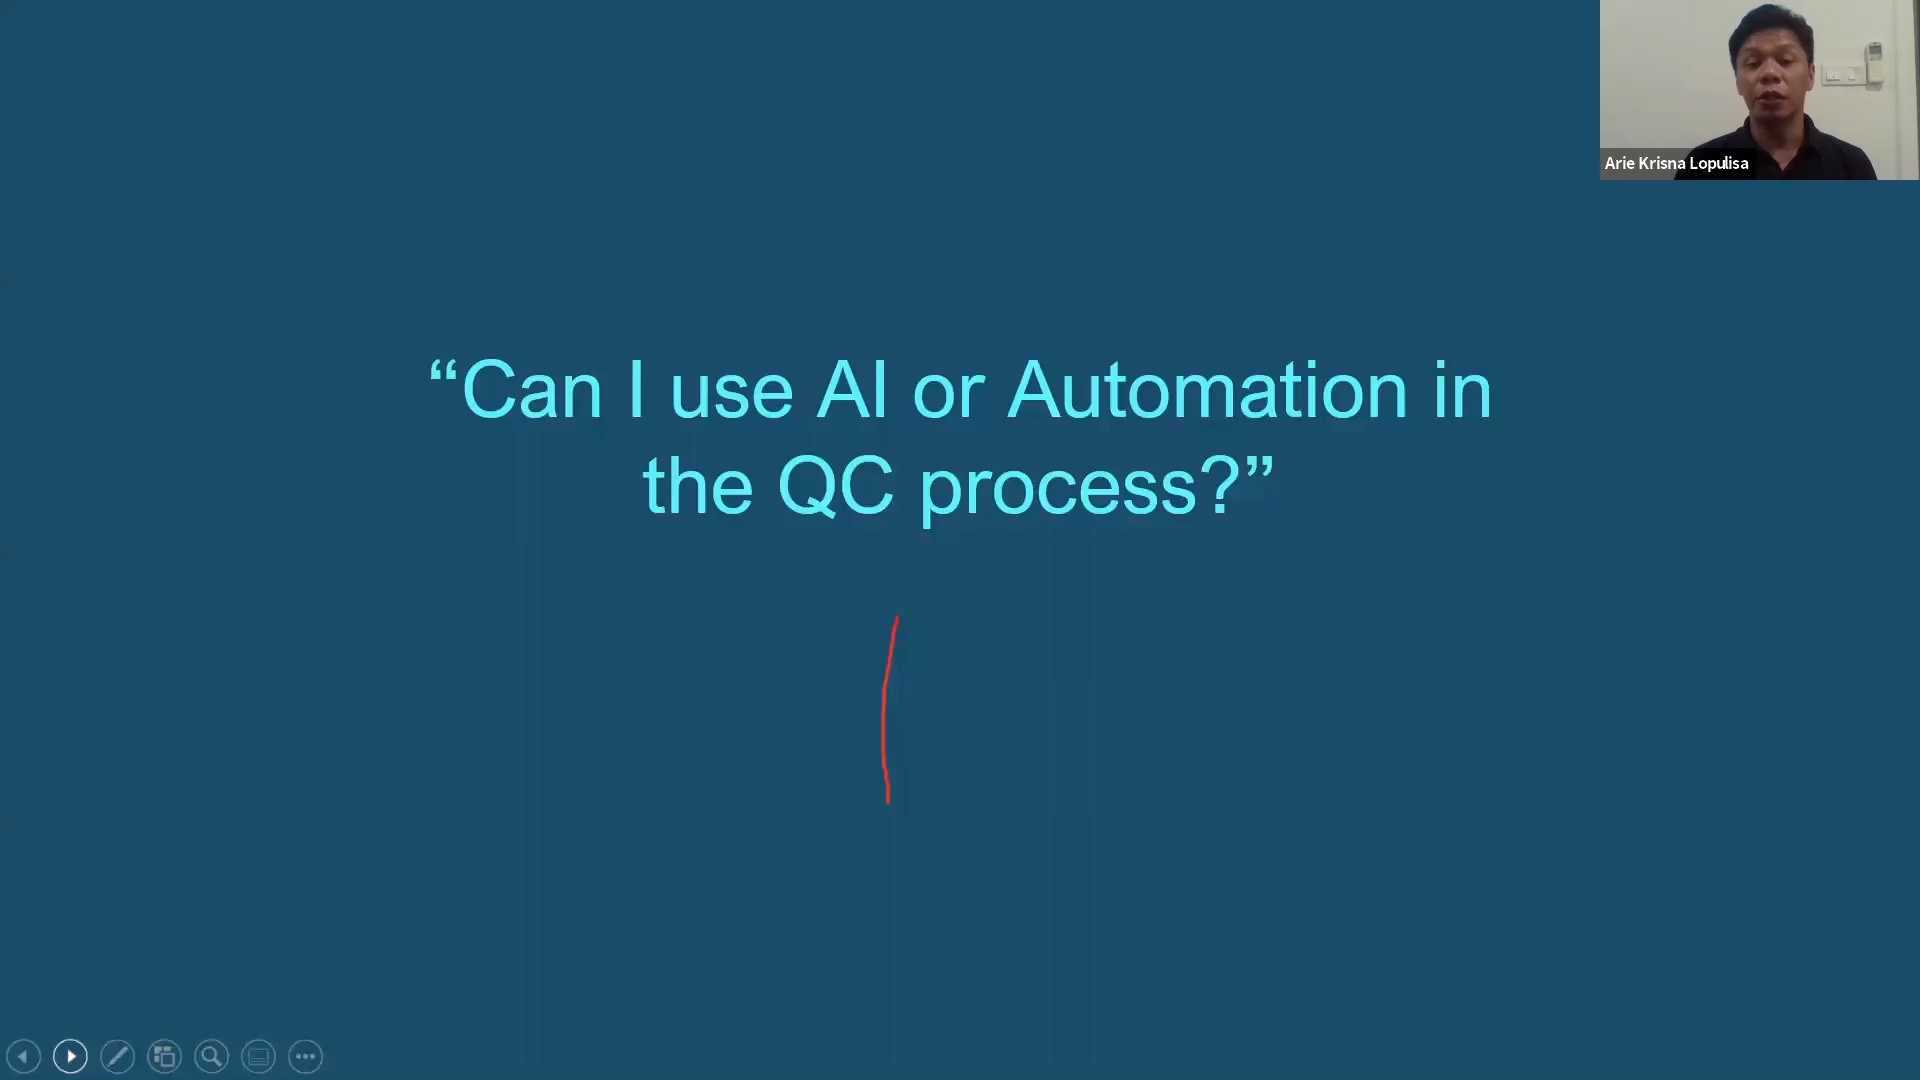 Arie Krisna Lopulisa
“Can I use AI or Automation in
the QC process?”